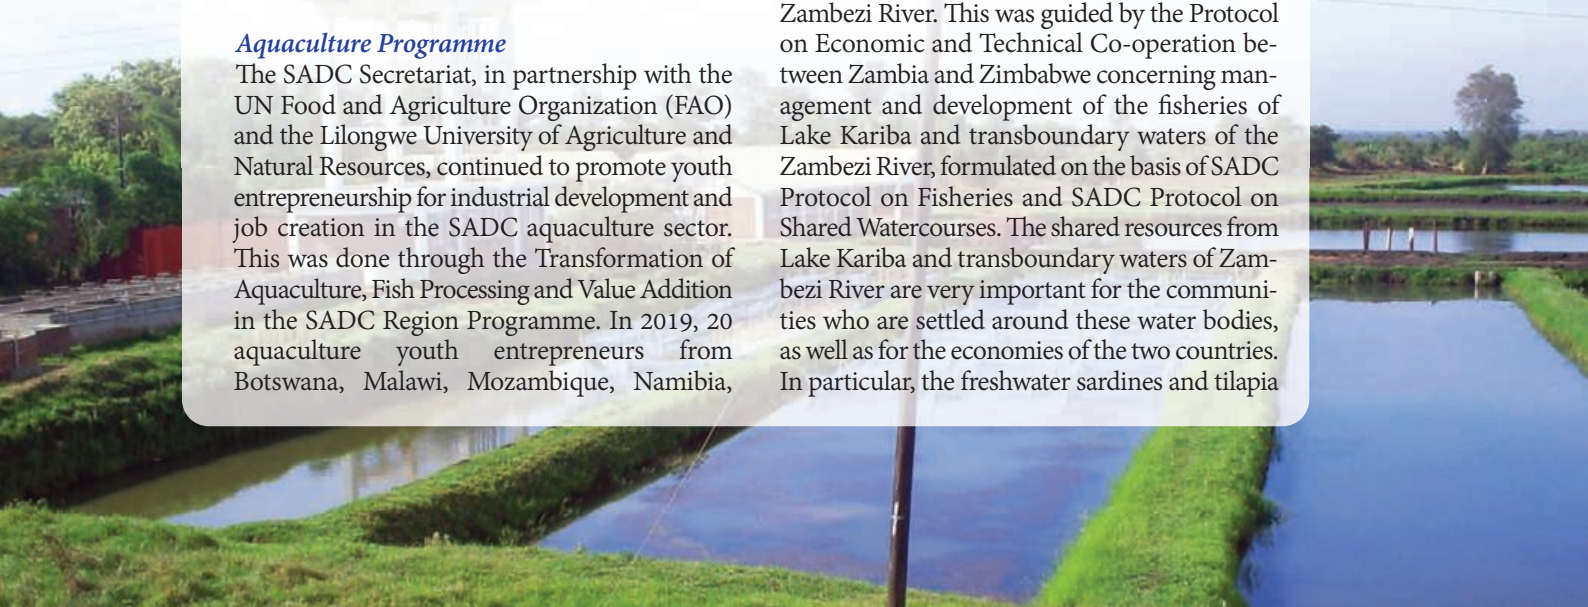 Aquaculture Programme
The SADC Secretariat, in partnership with the
UN Food and Agriculture Organization (FAO)
and the Lilongwe University of Agriculture and
Natural Resources, continued to promote youth
entrepreneurship for industrial development and
job creation in the SADC aquaculture sector.
This was done through the Transformation of
Aquaculture, Fish Processing and Value Addition
in the SADC Region Programme. In 2019, 20
aquaculture youth entrepreneurs from
Botswana, Malawi, Mozambique, Namibia,
Zambezi River. This was guided by the Protocol
on Economic and Technical Co-operation be-
tween Zambia and Zimbabwe concerning man-
agement and development of the fisheries of
Lake Kariba and transboundary waters of the
Zambezi River, formulated on the basis of SADC
Protocol on Fisheries and SADC Protocol on
Shared Watercourses. The shared resources from
Lake Kariba and transboundary waters of Zam-
bezi River are very important for the communi-
ties who are settled around these water bodies,
as well as for the economies of the two countries.
In particular, the freshwater sardines and tilapia